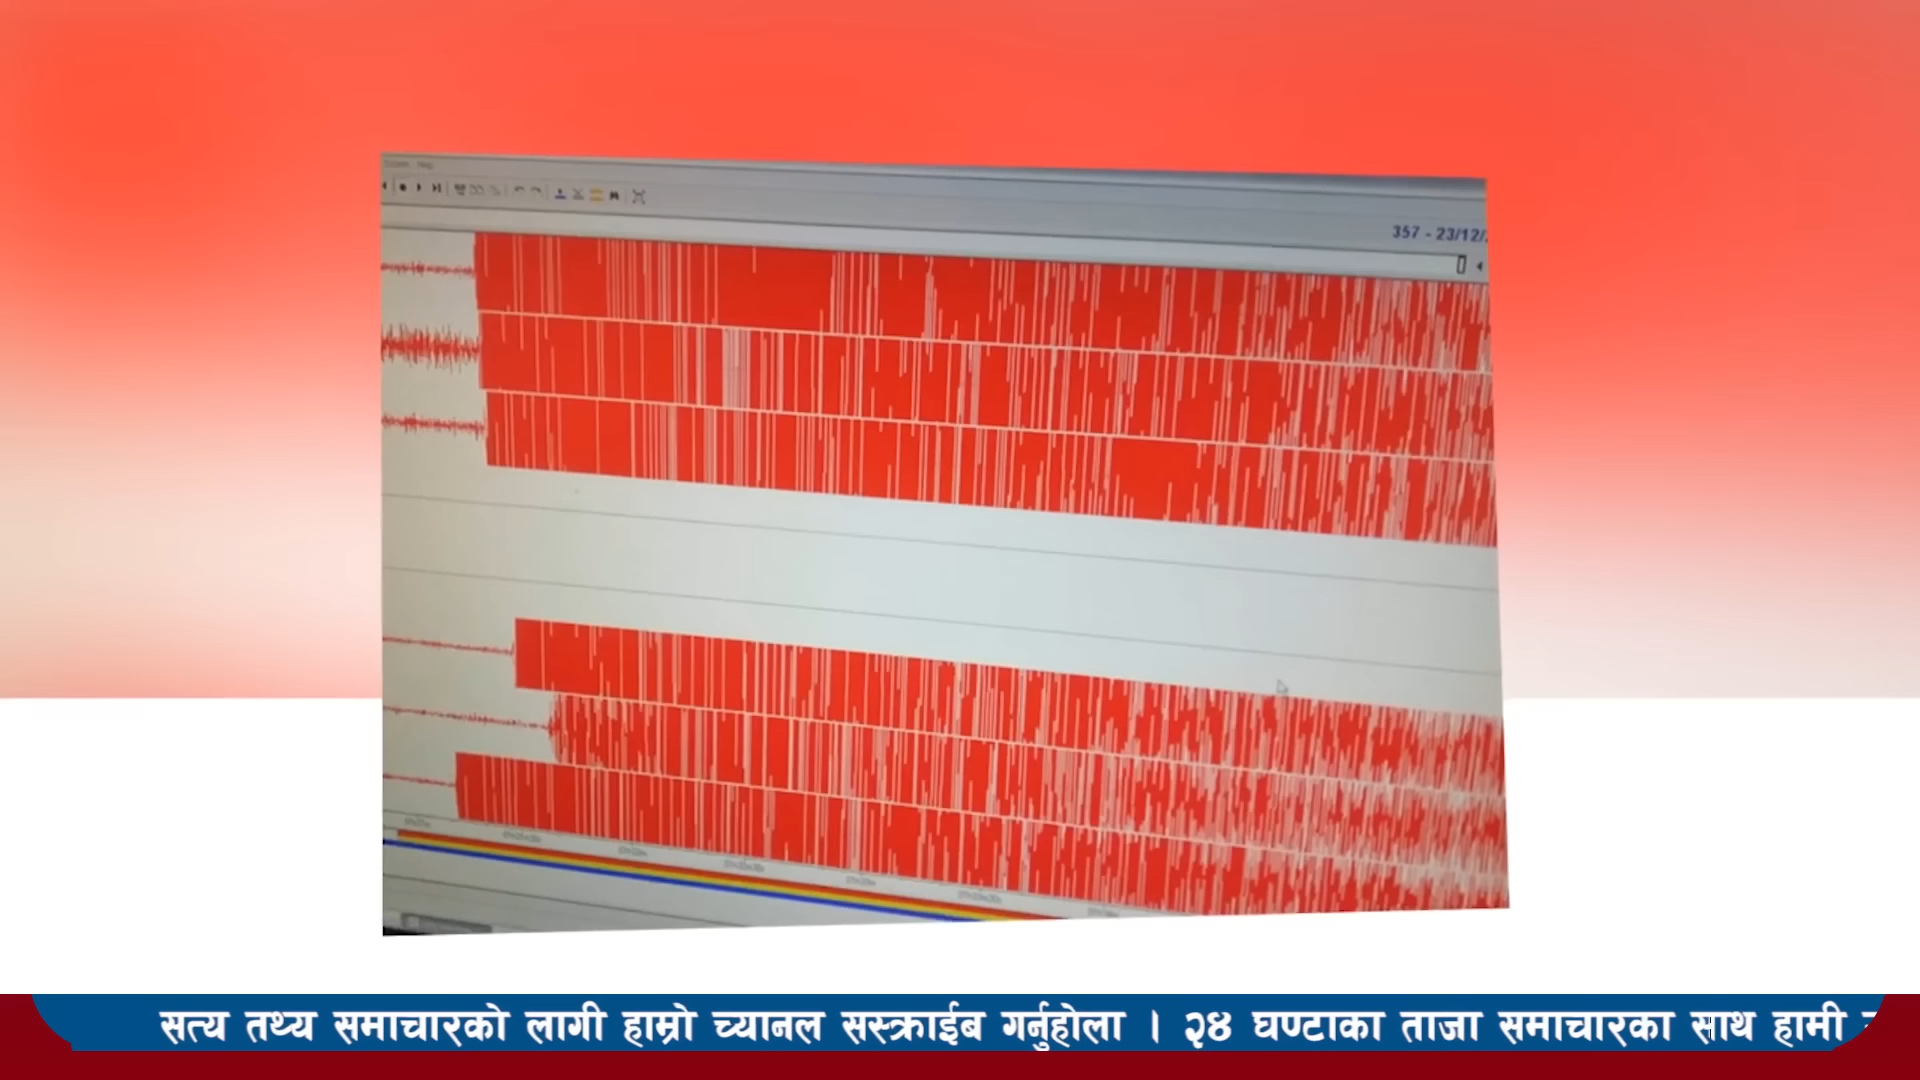 357 - 23/12/
सत्य तथ्य समाचारको लागी हाम्रो च्यानल सस्क्राईब गर्नुहोला । २४ घण्टाका ताजा समाचारका साथ हामी